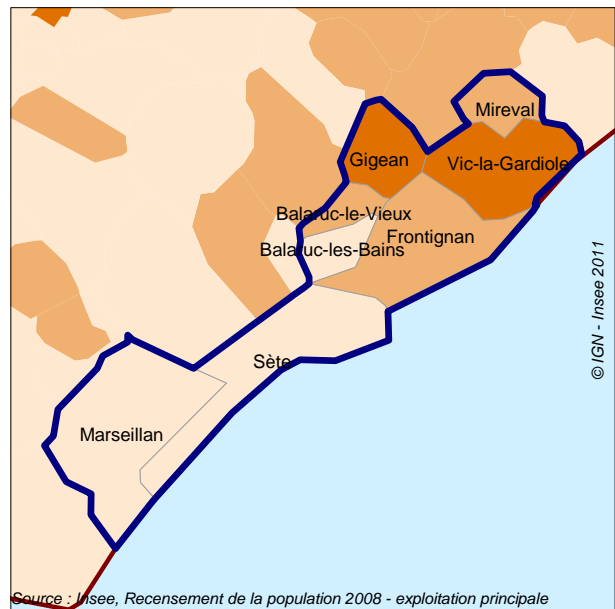 Mireval
Gigean
Vic-la-Gardiole
Balaruc-le-Vieux
Frontignan
Balaruc-les-Bains
Sète
Marseillan
© IGN - Insee 2011
Source : Insee, Recensement de la population 2008 - exploitation principale